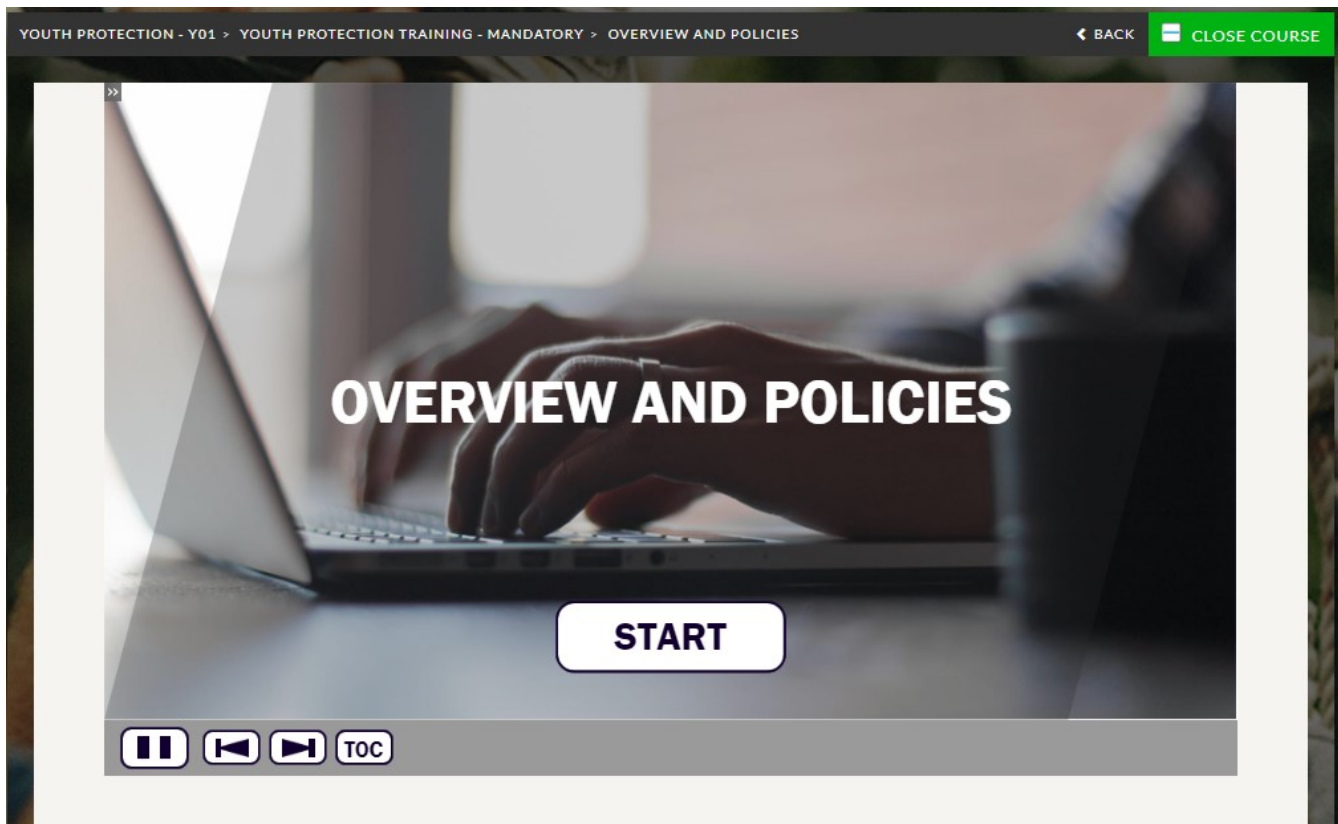 YOUTH PROTECTION - Y01 > YOUTH PROTECTION TRAINING - MANDATORY > OVERVIEW AND POLICIES
BACK
CLOSE COURSE
OVERVIEW AND POLICIES
START
TOC